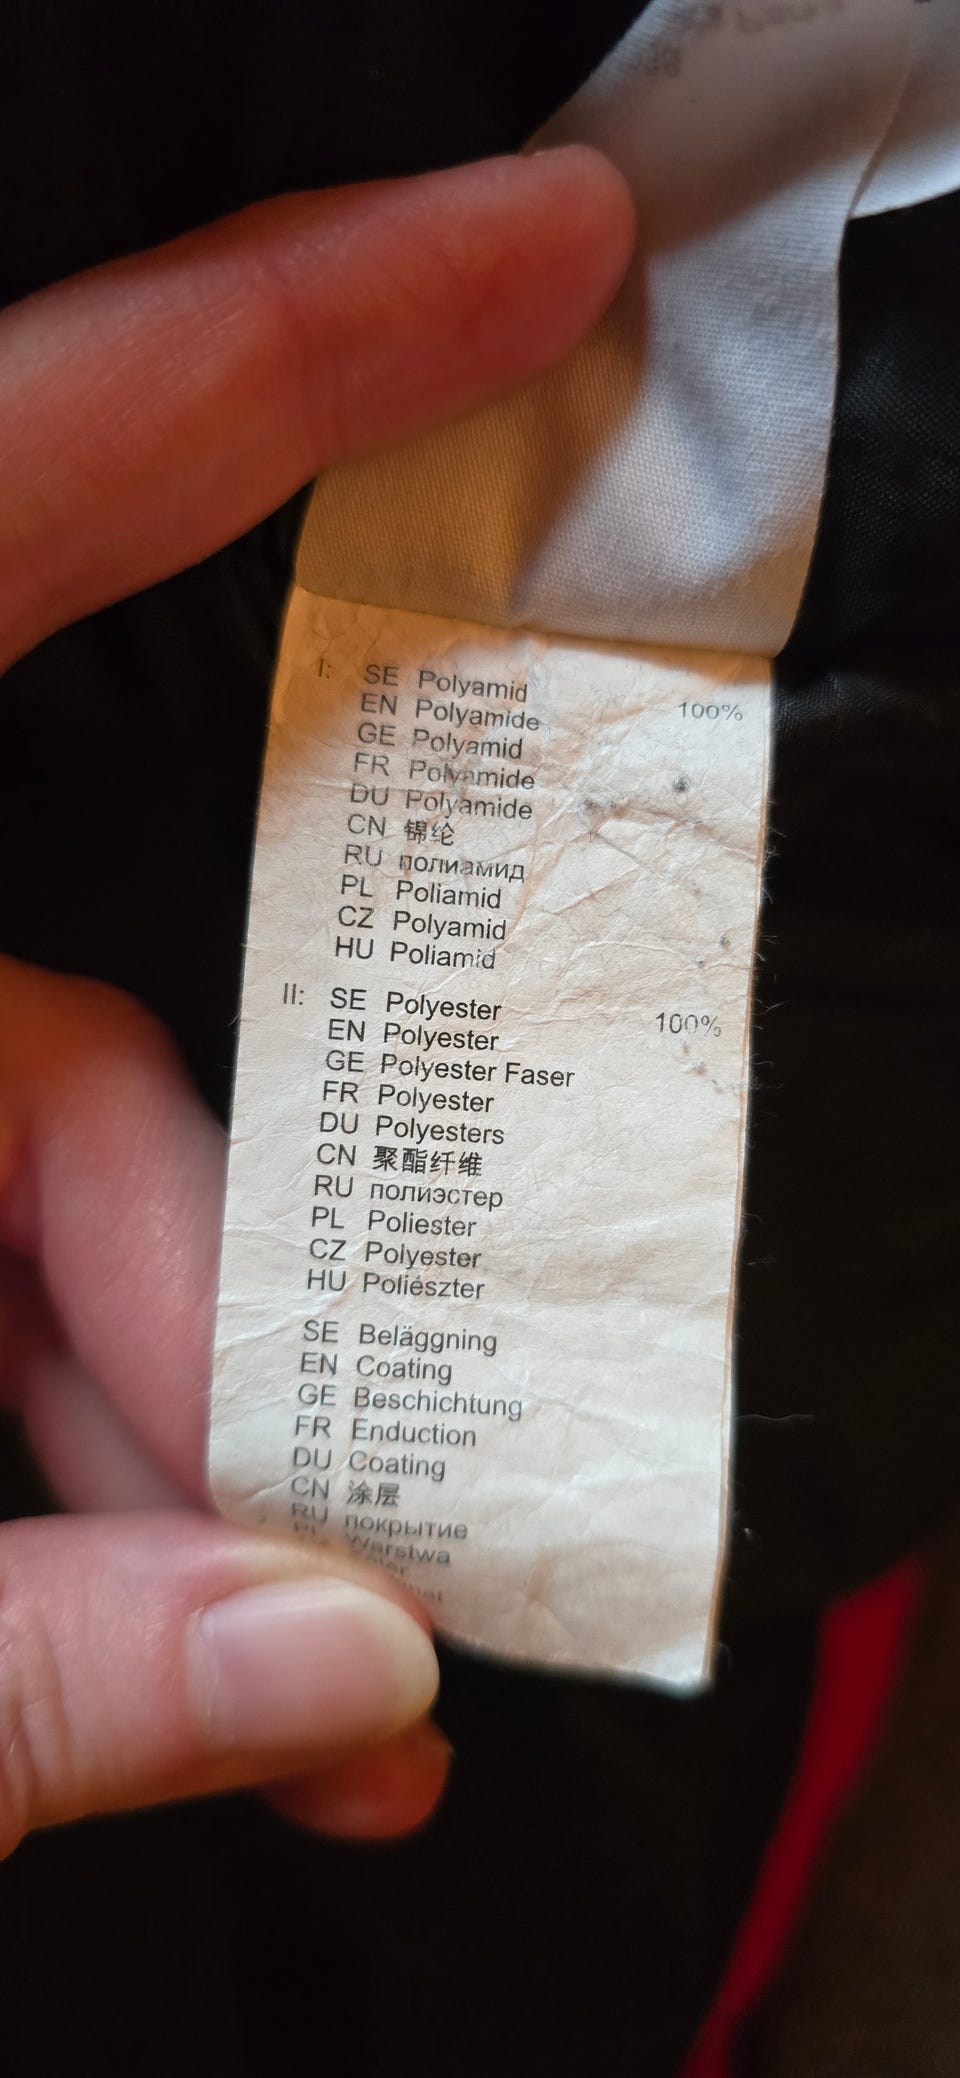 I: SE Polyamid 100%
EN Polyamide
GE Polyamid
FR Polyamide
DU Polyamide
CN 锦纶
RU полиамид
PL Poliamid
CZ Polyamid
HU Poliamid
II: SE Polyester 100%
EN Polyester
GE Polyester Faser
FR Polyester
DU Polyesters
CN 聚酯纤维
RU полиэстер
PL Poliester
CZ Polyester
HU Poliészter
SE Beläggning
EN Coating
GE Beschichtung
FR Enduction
DU Coating
CN 涂层
RU покрытие
PL Warstwa